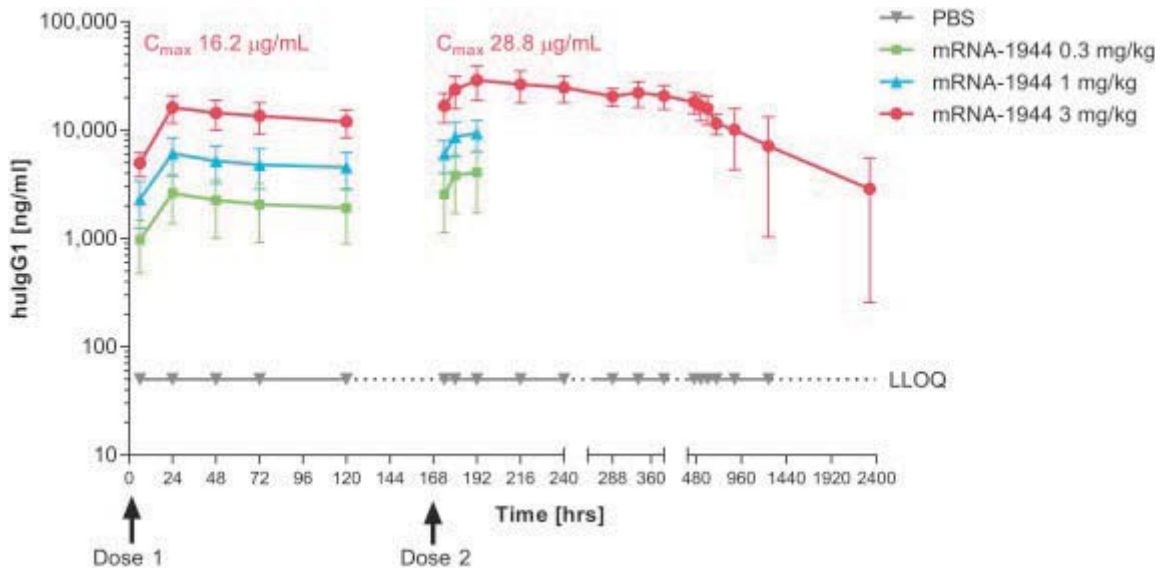 100,000
10,000
1,000
100
10
huIgG1 [ng/ml]
Cmax 16.2 µg/mL
Cmax 28.8 µg/mL
PBS
mRNA-1944 0.3 mg/kg
mRNA-1944 1 mg/kg
mRNA-1944 3 mg/kg
LLOQ
0 24 48 72 96 120 144 168 192 216 240 288 360 480 960 1440 1920 2400
Time [hrs]
Dose 1
Dose 2